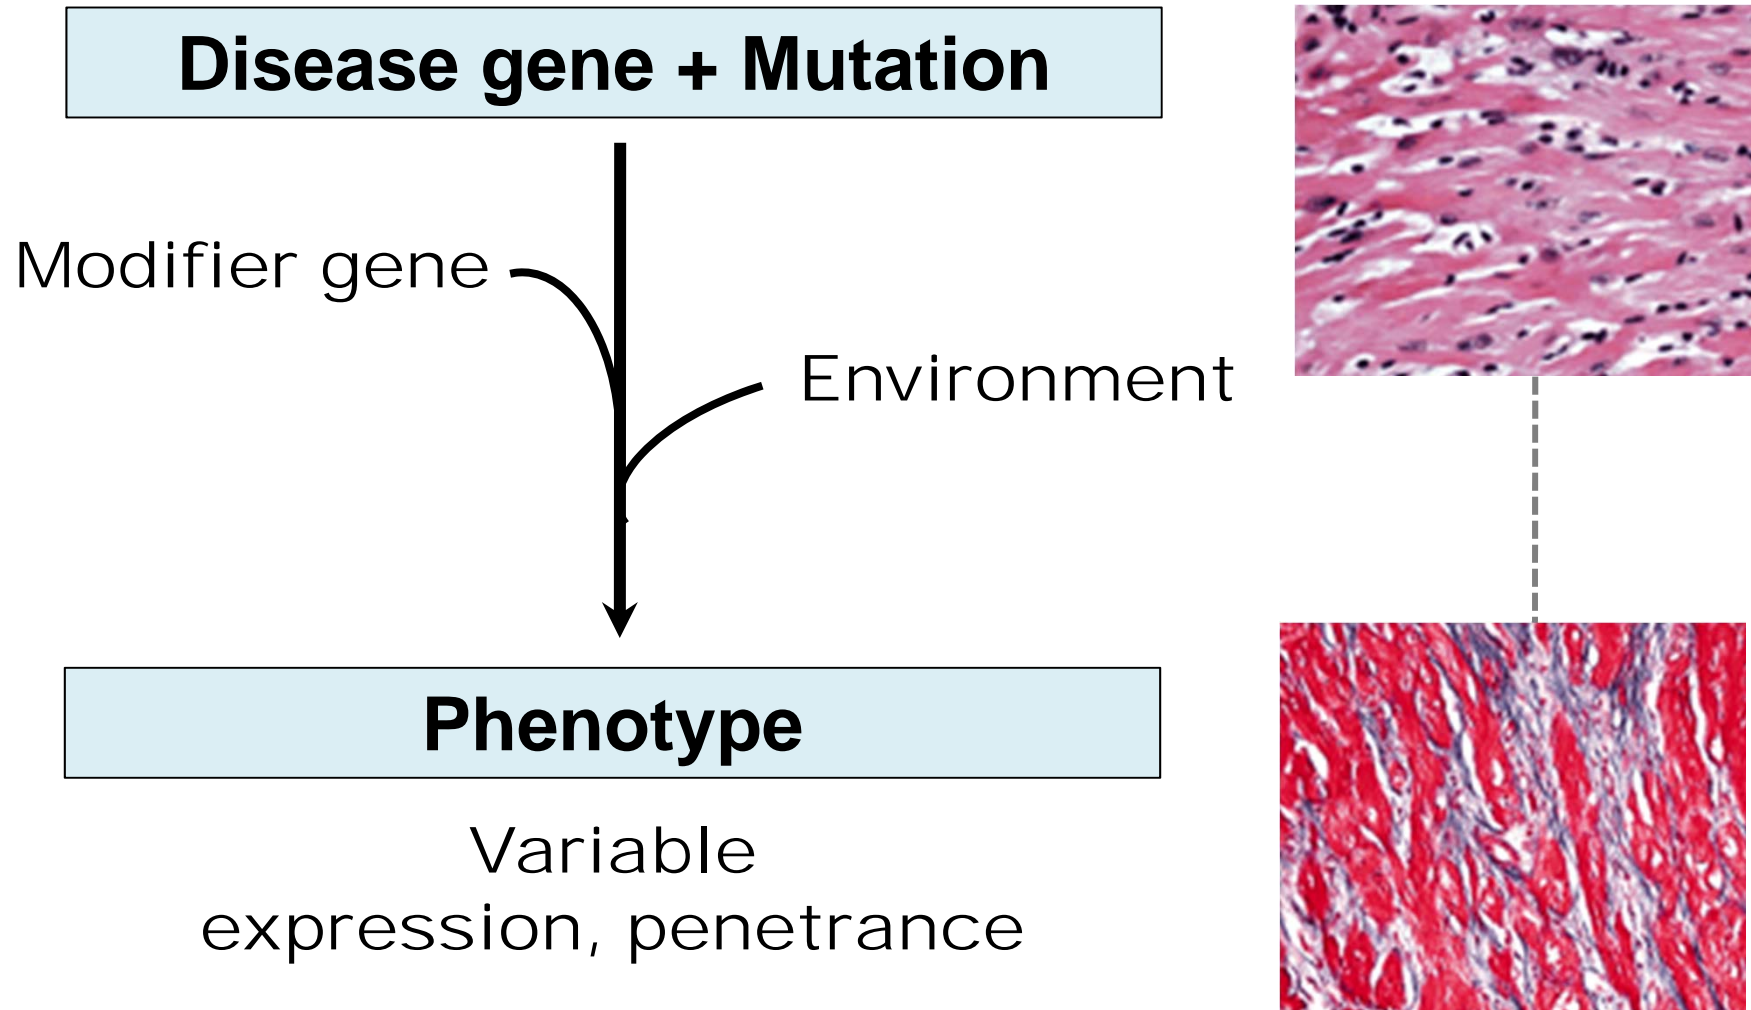 Disease gene + Mutation
Modifier gene
Environment
Phenotype
Variable
expression, penetrance